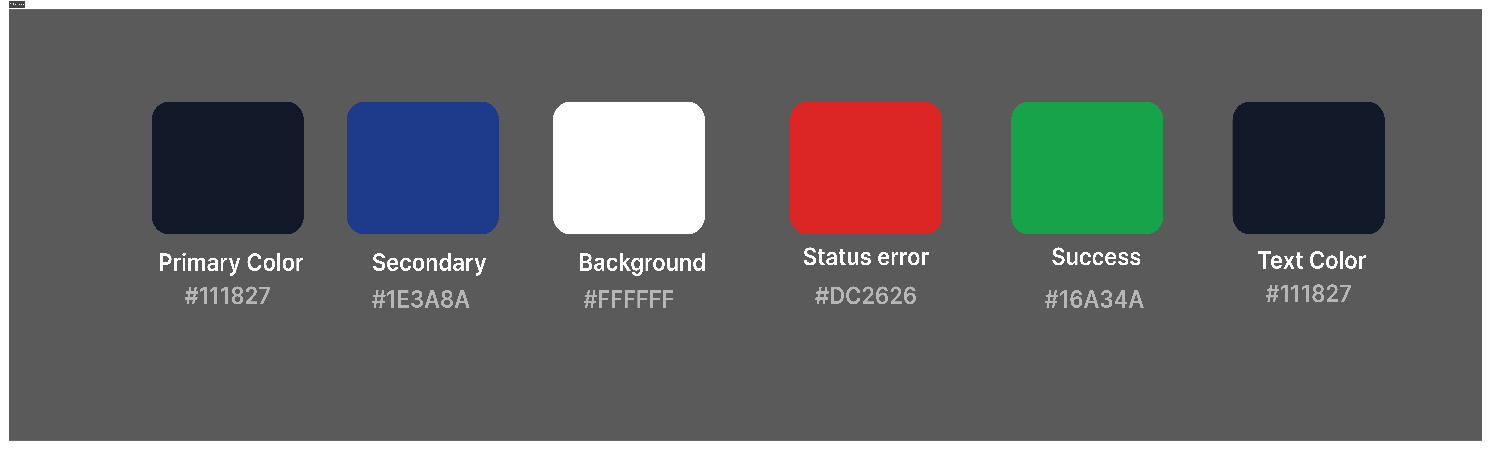 Primary Color
#111827
Secondary
#1E3A8A
Background
#FFFFFF
Status error
#DC2626
Success
#16A34A
Text Color
#111827